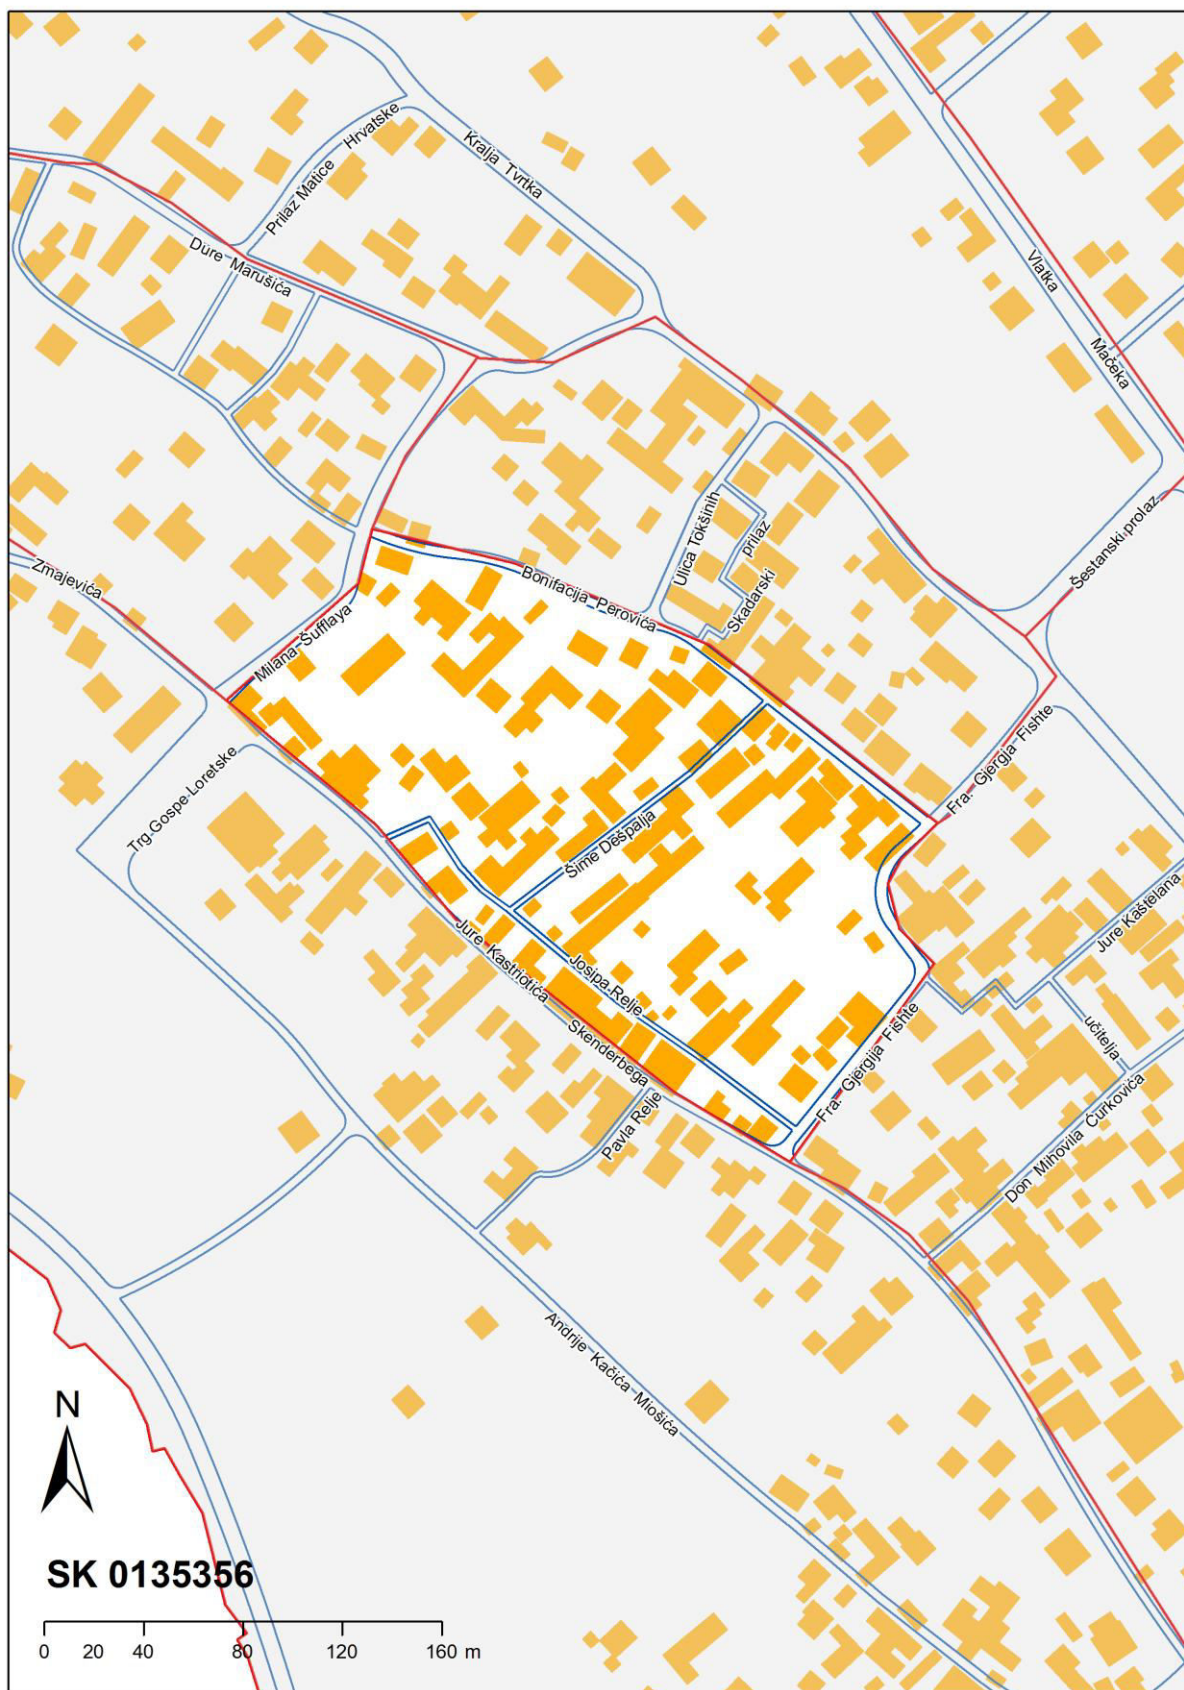 Kralja Tvrtka
Prilaz Matice Hrvatske
Đure Marušića
Vlatka Mačeka
Šestanski prolaz
Zmajevića
Milana Šufflaya
Bonifacija Perovića
Ulica Tokšinih
Skadarski prilaz
Fra. Gjergja Fishte
Trg Gospe Loretske
Šime Dešpalja
Jure Kaštelana
Jure Kastriotića Skenderbega
Josipa Relje
učitelja
Fra. Gjergija Fishte
Pavla Relje
Don Mihovila Ćurkovića
Andrije Kačića Miošića
N
SK 0135356
0 20 40 80 120 160 m